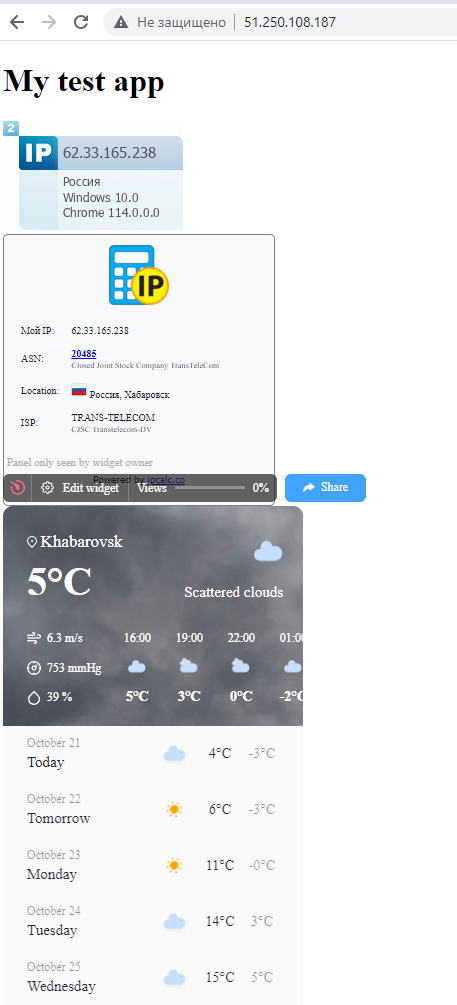 Не защищено | 51.250.108.187
My test app
2
IP 62.33.165.238
Россия
Windows 10.0
Chrome 114.0.0.0
IP
Мой IP: 62.33.165.238
ASN: 20485
Closed Joint Stock Company TransTeleCom
Location: Россия, Хабаровск
ISP: TRANS-TELECOM
CJSC Transtelecom-DV
Panel only seen by widget owner
Powered by ipcalc.co
Edit widget Views 0% Share
Khabarovsk
5°C
Scattered clouds
6.3 m/s 16:00 19:00 22:00 01:00
753 mmHg
39 % 5°C 3°C 0°C -2°C
October 21
Today 4°C -3°C
October 22
Tomorrow 6°C -3°C
October 23
Monday 11°C -0°C
October 24
Tuesday 14°C 3°C
October 25
Wednesday 15°C 5°C